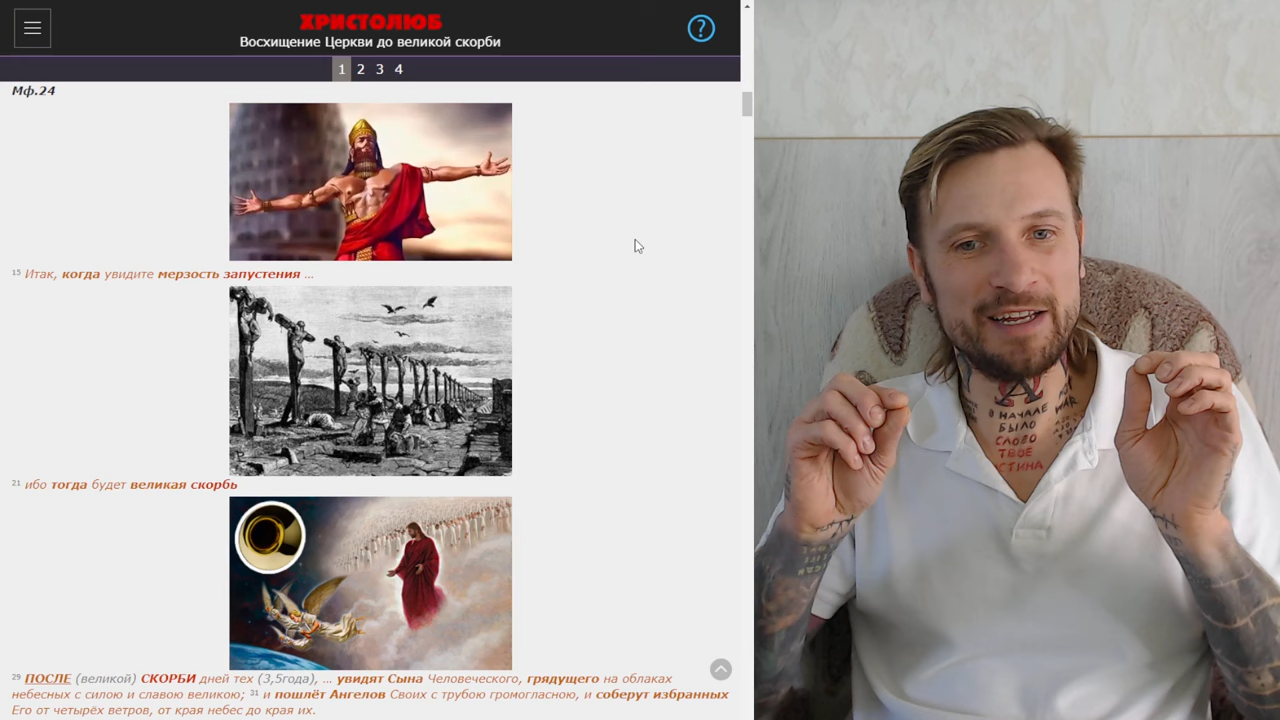 ХРИСТОЛЮБ
Восхищение Церкви до великой скорби
?
1 2 3 4
Мф.24
15 Итак, когда увидите мерзость запустения ...
21 ибо тогда будет великая скорбь
29 ПОСЛЕ (великой) СКОРБИ дней тех (3,5года), ... увидят Сына Человеческого, грядущего на облаках
небесных с силою и славою великою; 31 и пошлёт Ангелов Своих с трубою громогласною, и соберут избранных
Его от четырёх ветров, от края небес до края их.
А
В НАЧАЛЕ
БЫЛО
СЛОВО
ТВОЕ
ИСТИНА